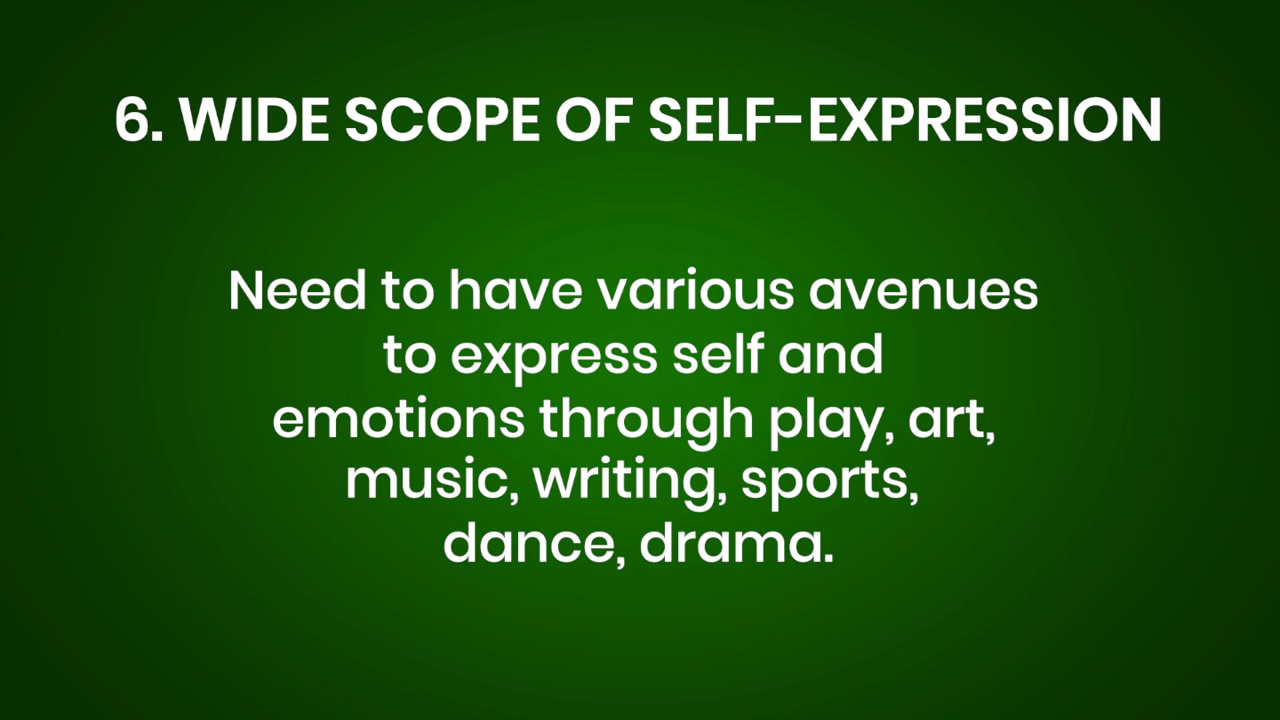 6. WIDE SCOPE OF SELF-EXPRESSION
Need to have various avenues
to express self and
emotions through play, art,
music, writing, sports,
dance, drama.